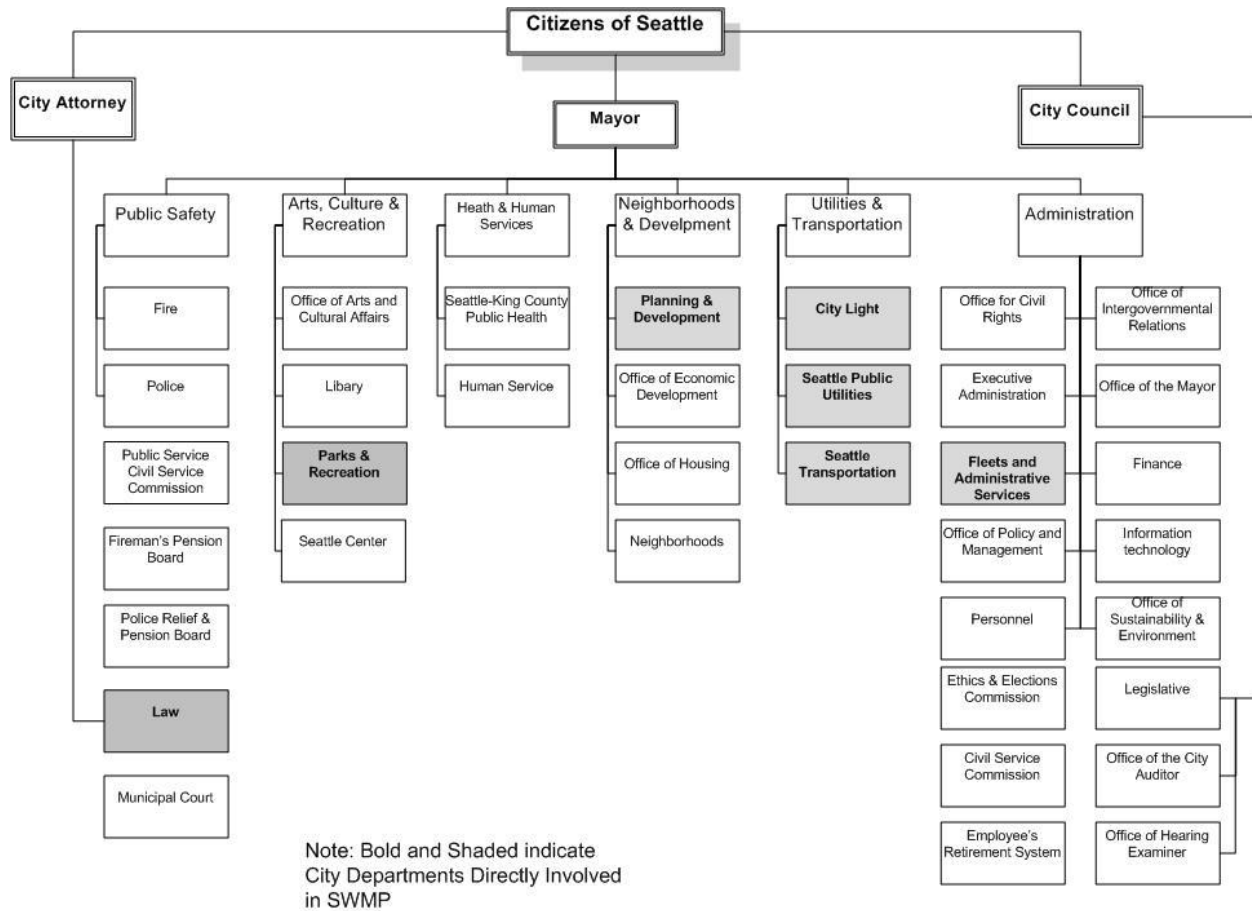 Citizens of Seattle
City Attorney
Mayor
City Council
Public Safety
Arts, Culture &
Recreation
Heath & Human
Services
Neighborhoods
& Develpment
Utilities &
Transportation
Administration
Fire
Office of Arts and
Cultural Affairs
Seattle-King County
Public Health
Planning &
Development
City Light
Office for Civil
Rights
Office of
Intergovernmental
Relations
Police
Libary
Human Service
Office of Economic
Development
Seattle Public
Utilities
Executive
Administration
Office of the Mayor
Public Service
Civil Service
Commission
Parks &
Recreation
Office of Housing
Seattle
Transportation
Fleets and
Administrative
Services
Finance
Fireman's Pension
Board
Seattle Center
Neighborhoods
Office of Policy and
Management
Information
technology
Police Relief &
Pension Board
Personnel
Office of
Sustainability &
Environment
Law
Ethics & Elections
Commission
Legislative
Municipal Court
Civil Service
Commission
Office of the City
Auditor
Employee's
Retirement System
Office of Hearing
Examiner
Note: Bold and Shaded indicate
City Departments Directly Involved
in SWMP